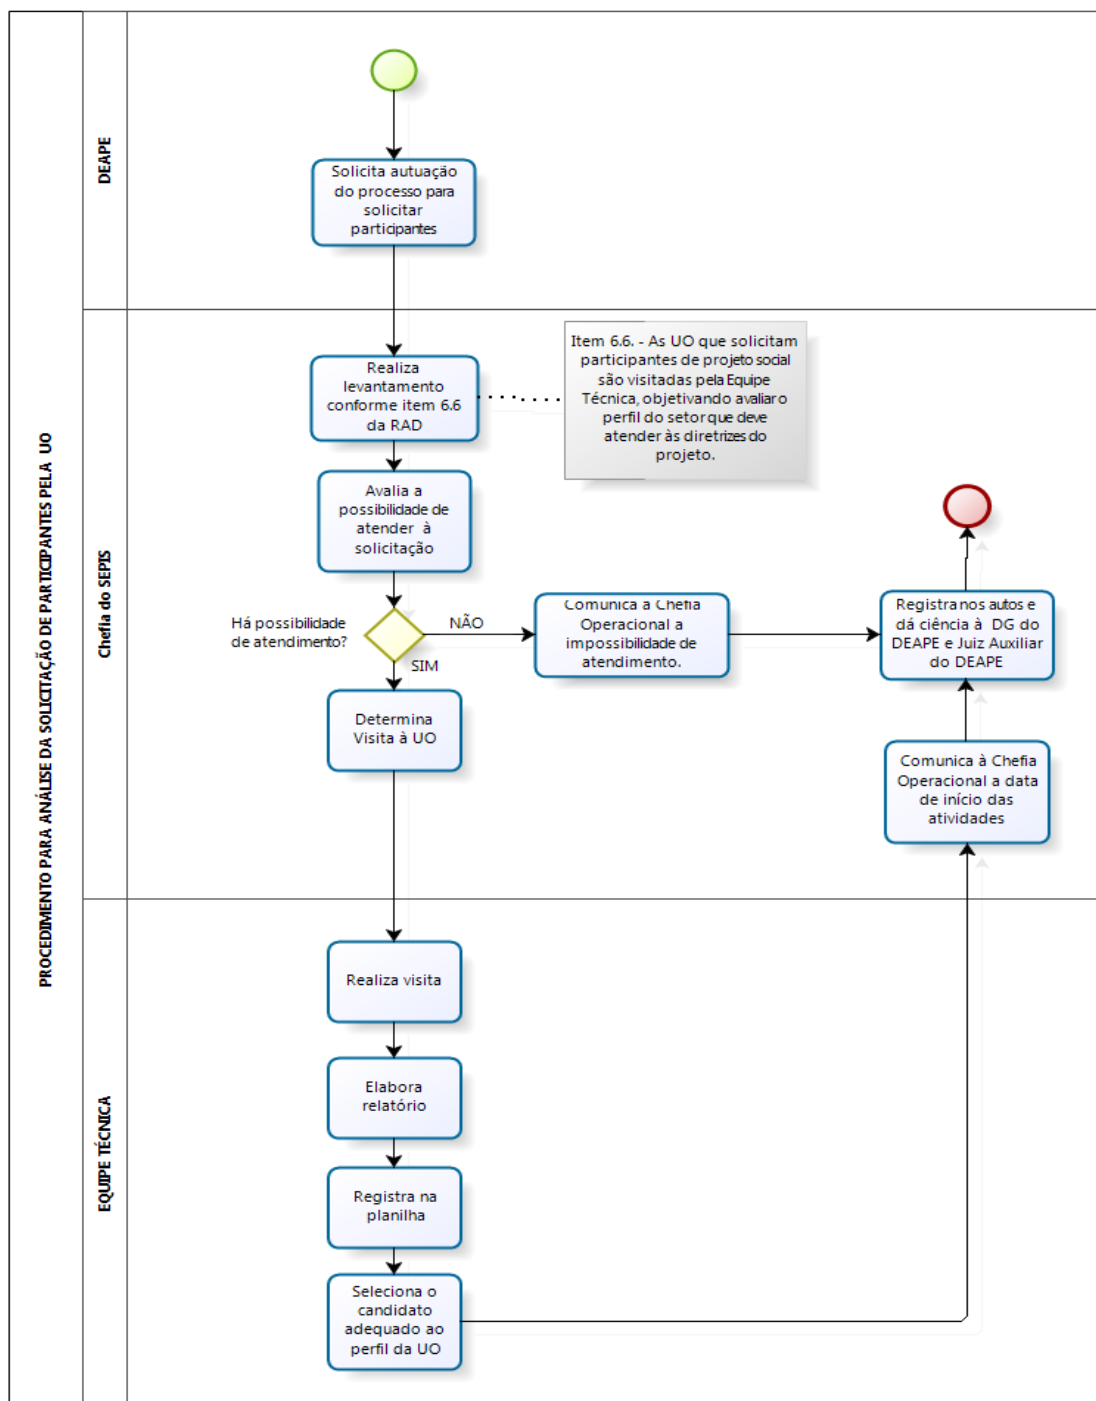 PROCEDIMENTO PARA ANÁLISE DA SOLICITAÇÃO DE PARTICIPANTES PELA UO
DEAPE
Solicita autuação
do processo para
solicitar
participantes
Chefia do SEPIS
Realiza
levantamento
conforme item 6.6
da RAD
Item 6.6. - As UO que solicitam
participantes de projeto social
são visitadas pela Equipe
Técnica, objetivando avaliar o
perfil do setor que deve
atender às diretrizes do
projeto.
Avalia a
possibilidade de
atender à
solicitação
Há possibilidade
de atendimento?
NÃO
SIM
Comunica à Chefia
Operacional a
impossibilidade de
atendimento.
Registra nos autos e
dá ciência à DG do
DEAPE e Juiz Auxiliar
do DEAPE
Determina
Visita à UO
Comunica à Chefia
Operacional a data
de início das
atividades
EQUIPE TÉCNICA
Realiza visita
Elabora
relatório
Registra na
planilha
Seleciona o
candidato
adequado ao
perfil da UO